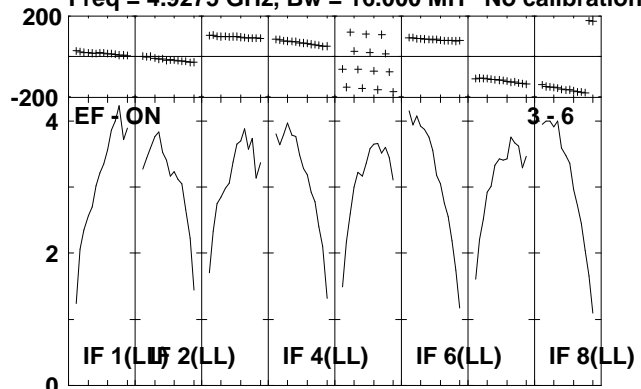 Freq = 4.9275 GHz, Bw = 16.000 MH No calibration
200
-200
EF - ON 3 - 6
4
2
0
IF 1(LL) IF 2(LL) IF 4(LL) IF 6(LL) IF 8(LL)